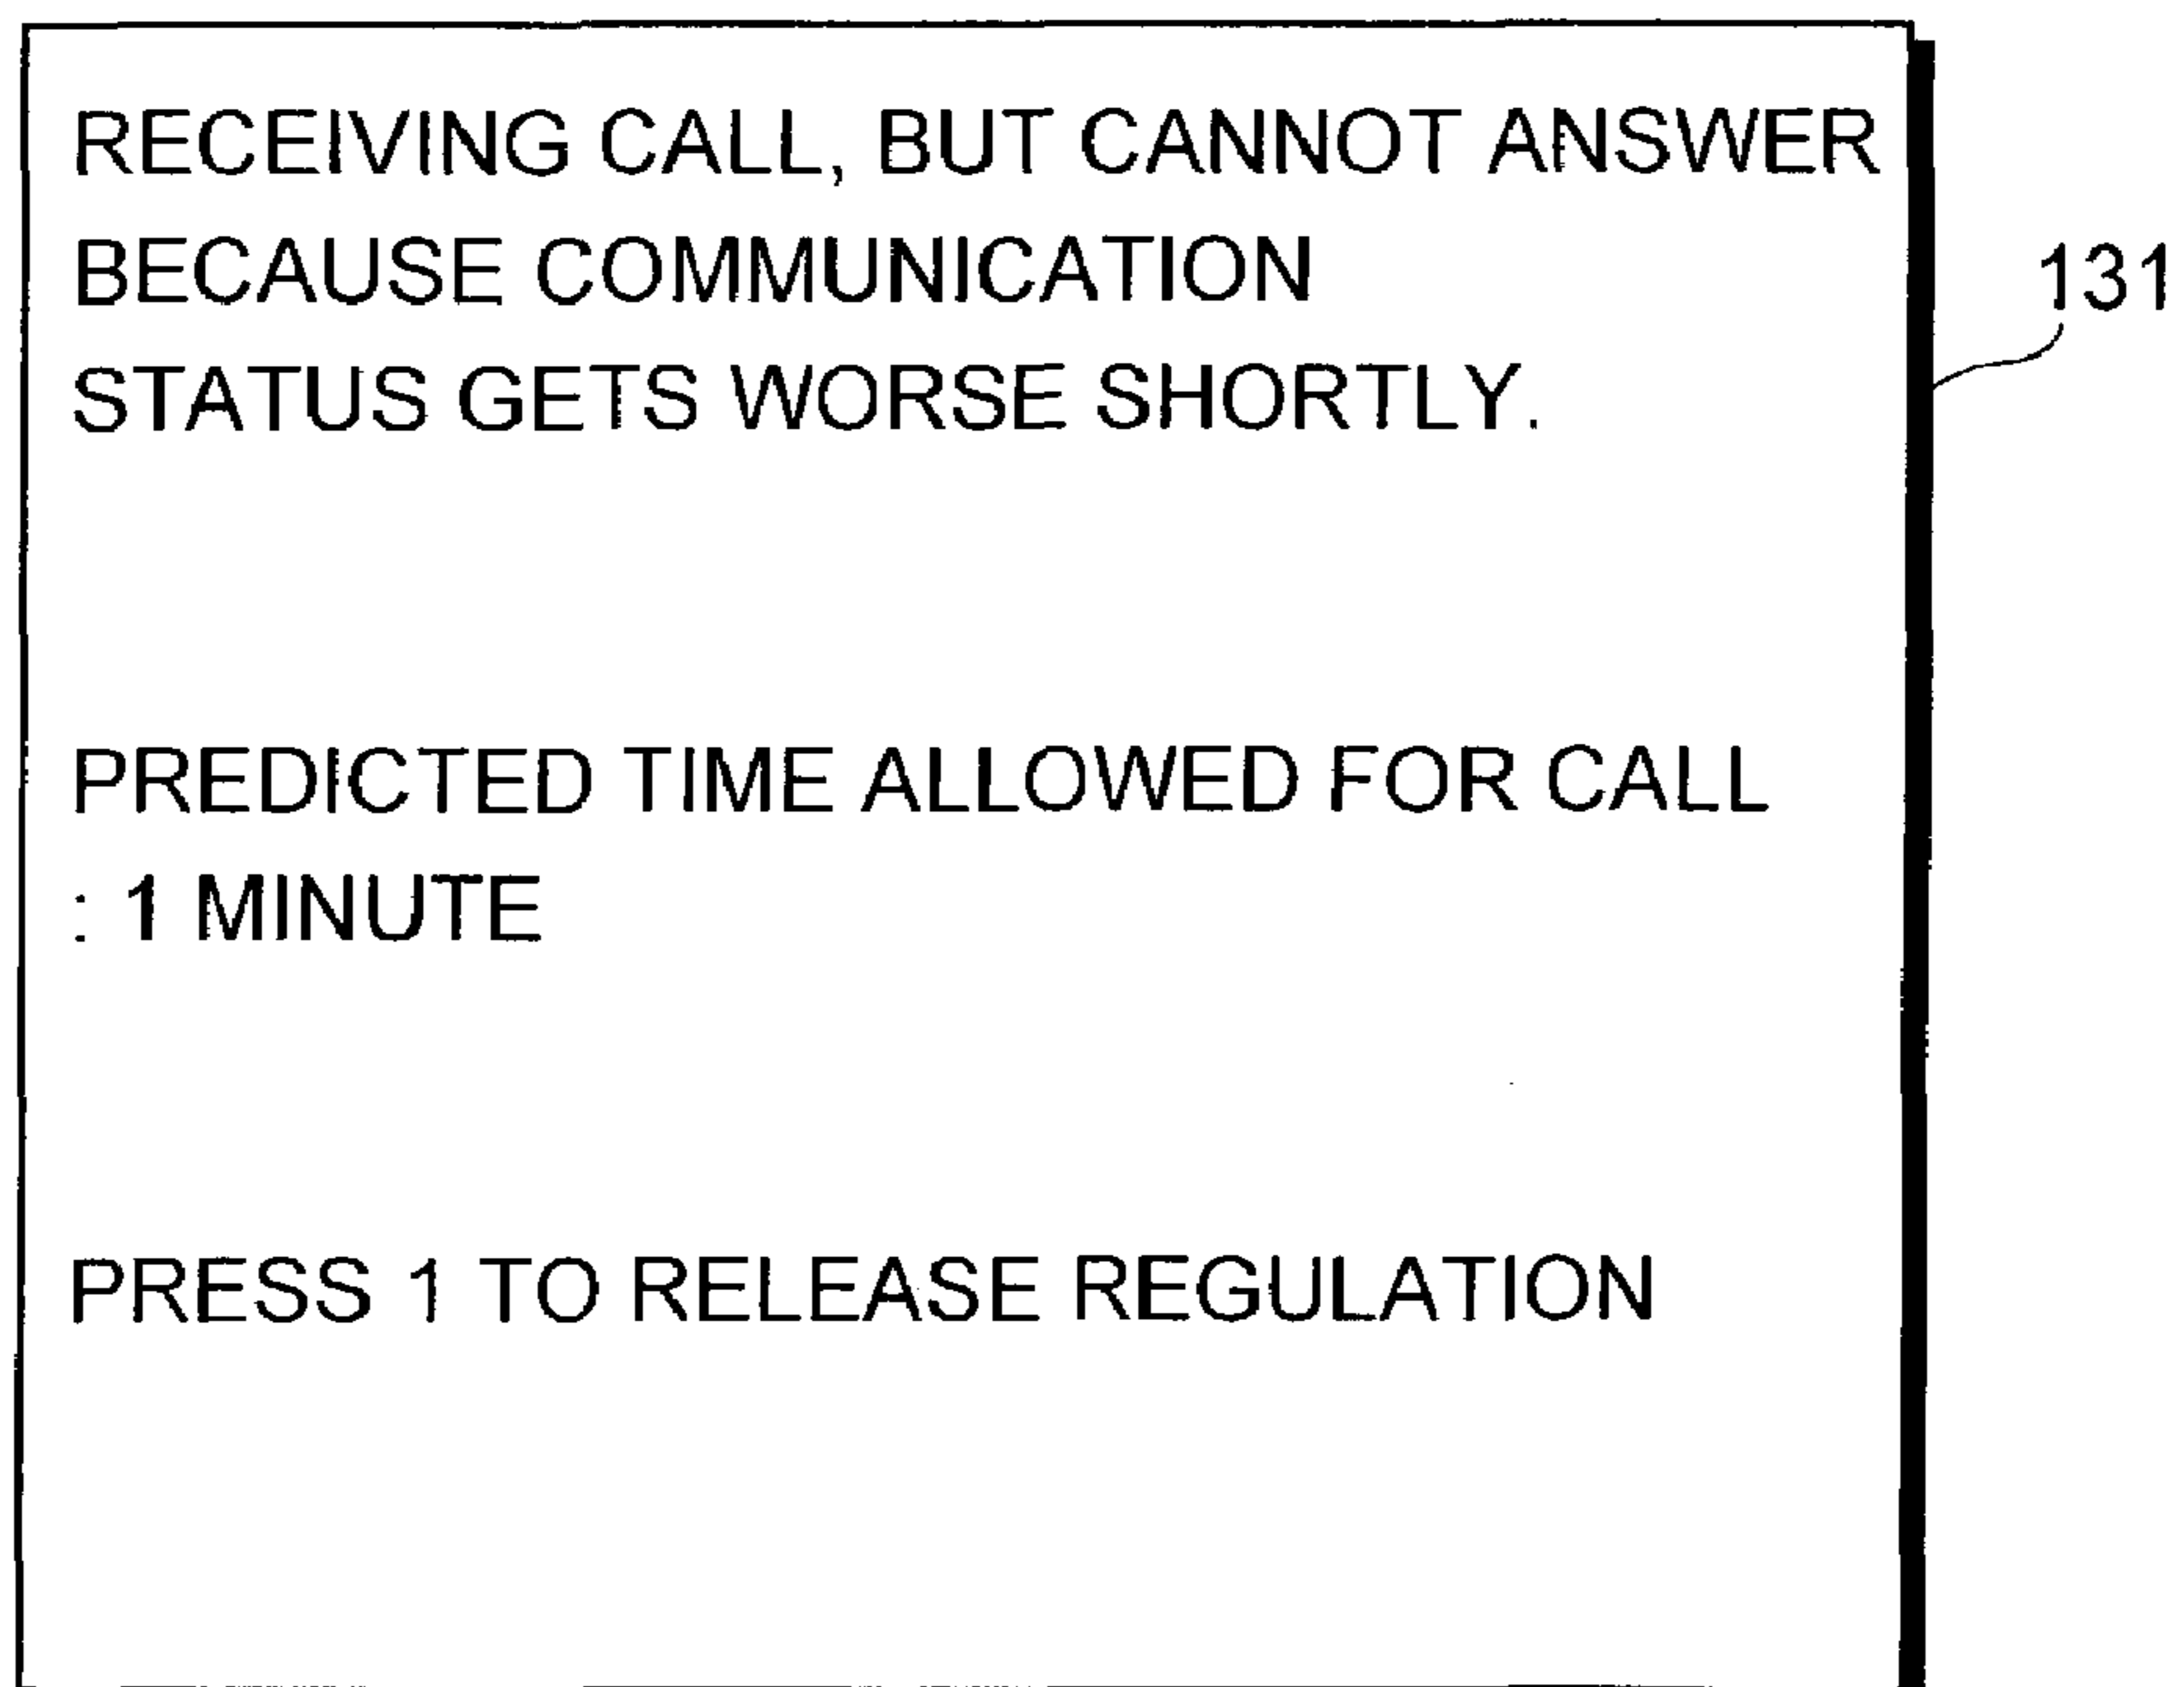 RECEIVING CALL, BUT CANNOT ANSWER
BECAUSE COMMUNICATION
STATUS GETS WORSE SHORTLY.
131
PREDICTED TIME ALLOWED FOR CALL
: 1 MINUTE
PRESS 1 TO RELEASE REGULATION